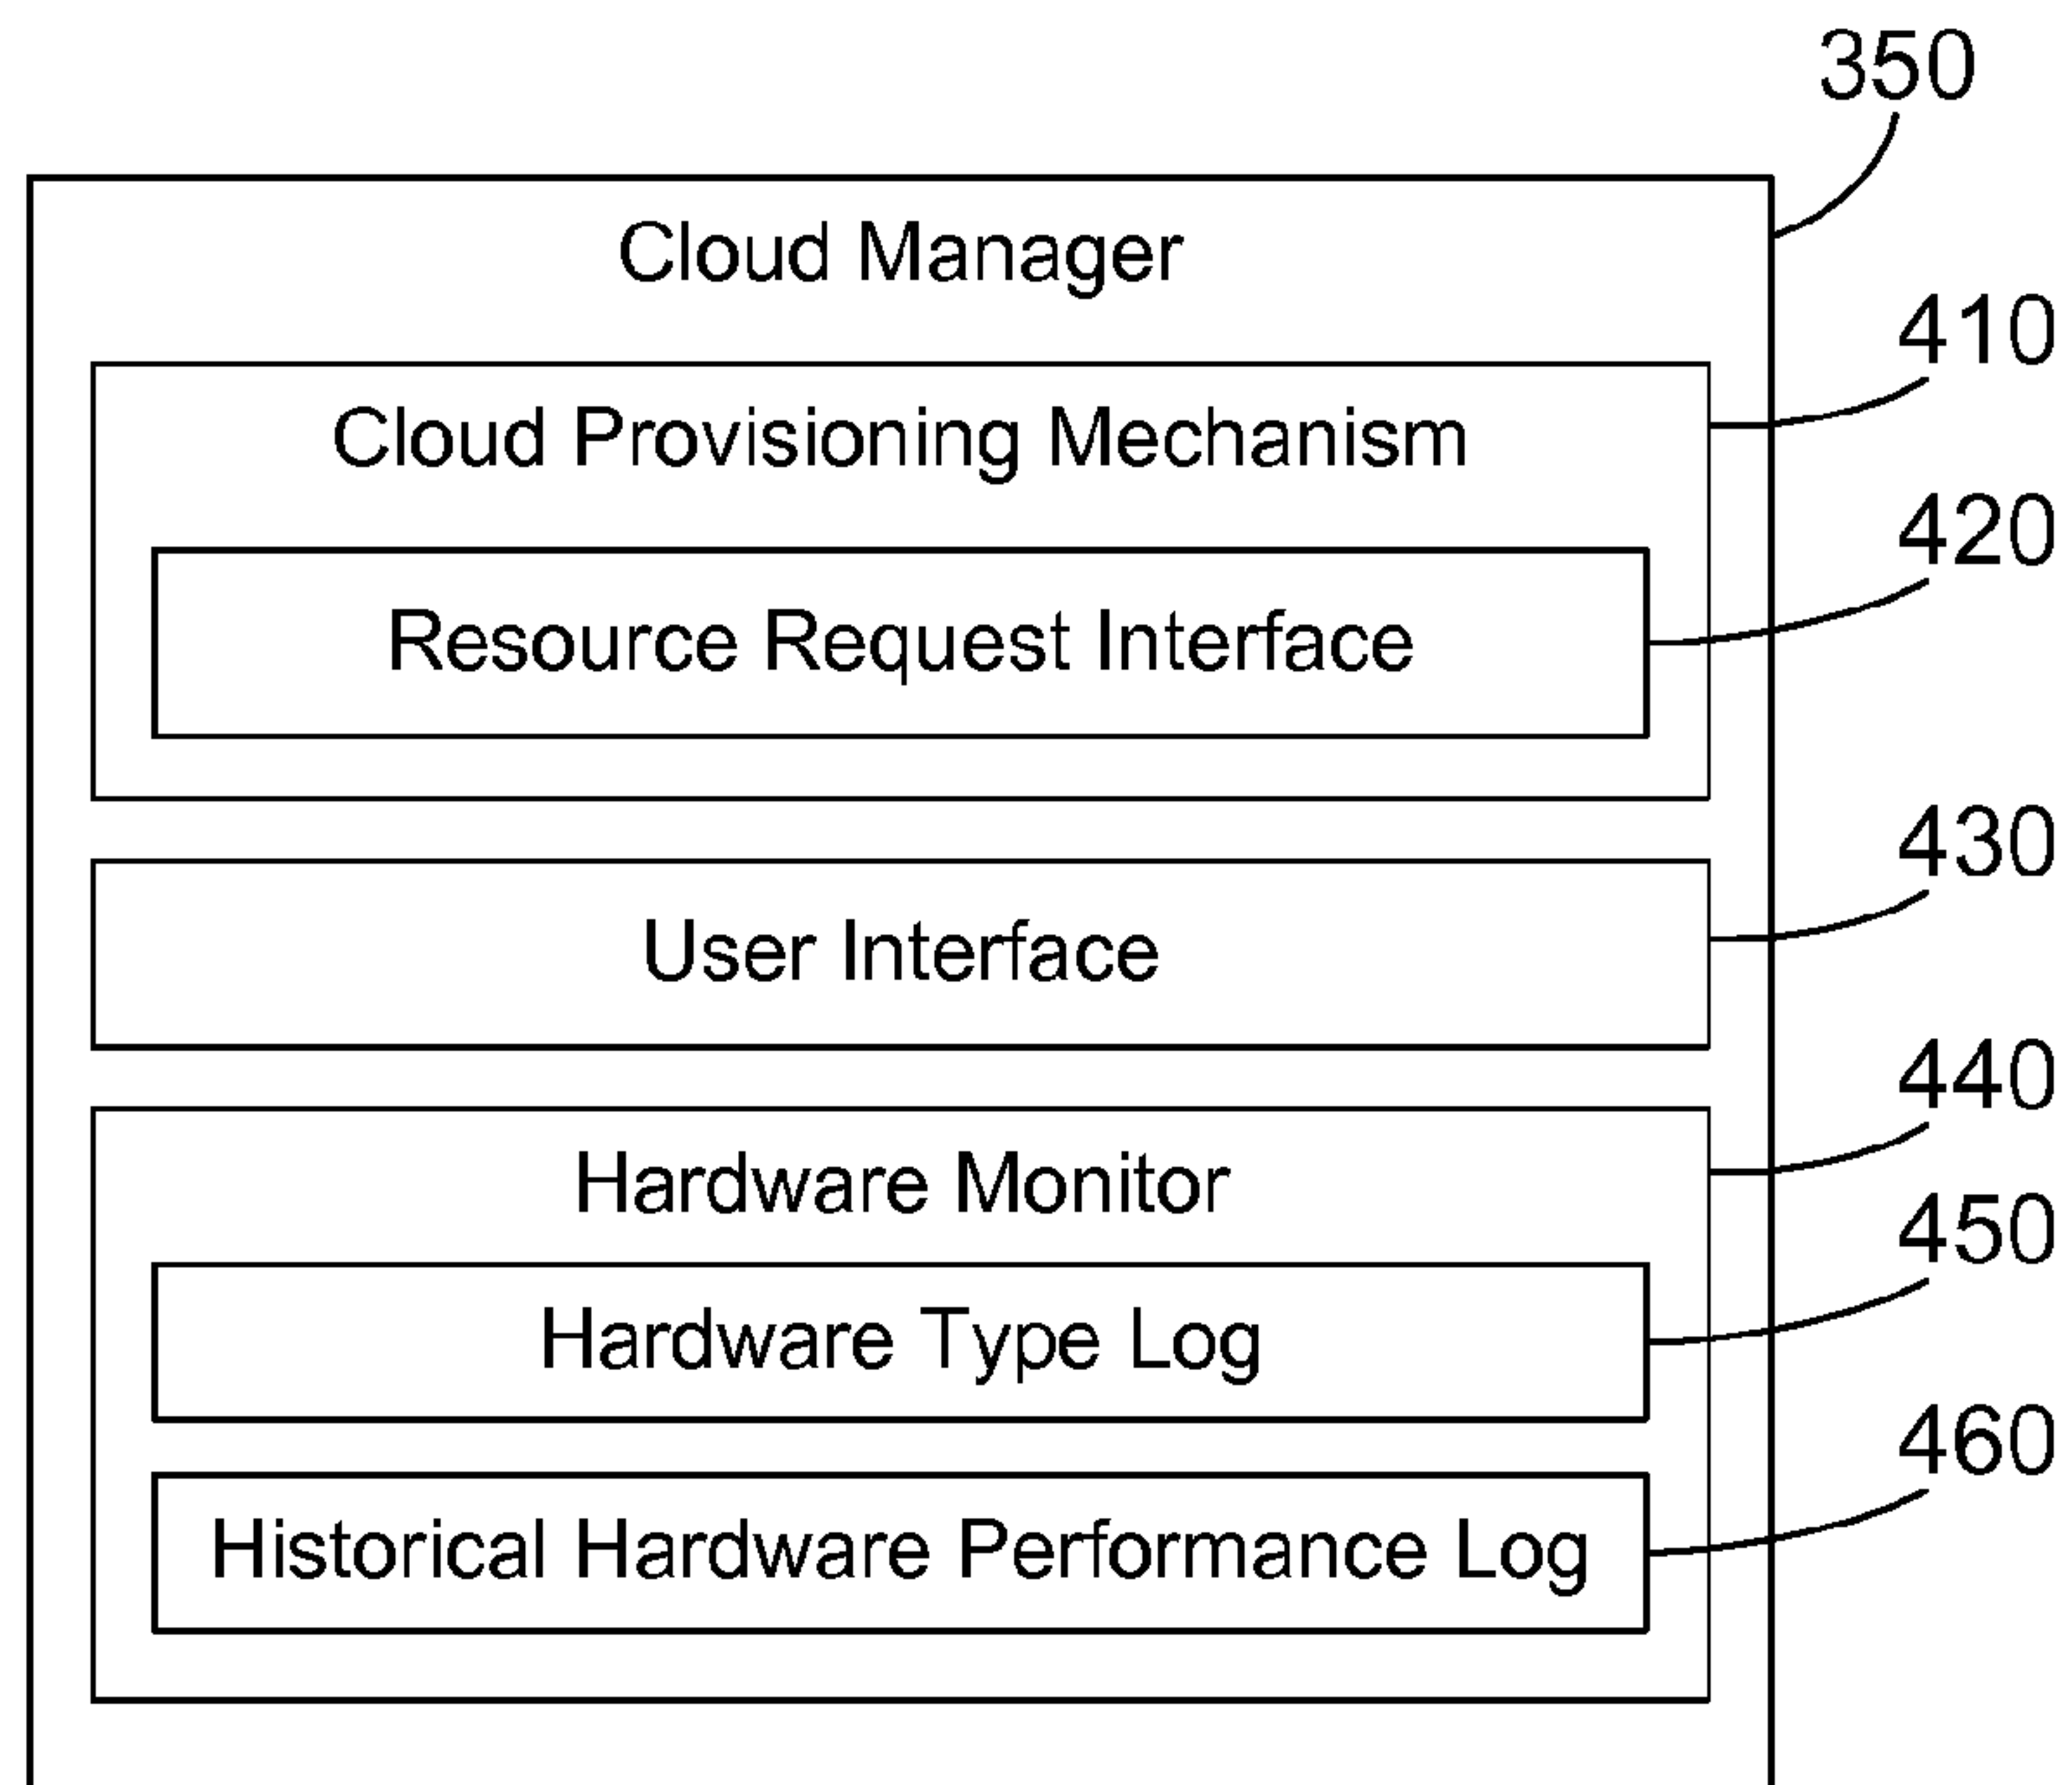 350
Cloud Manager
410
Cloud Provisioning Mechanism
420
Resource Request Interface
430
User Interface
440
Hardware Monitor
450
Hardware Type Log
460
Historical Hardware Performance Log